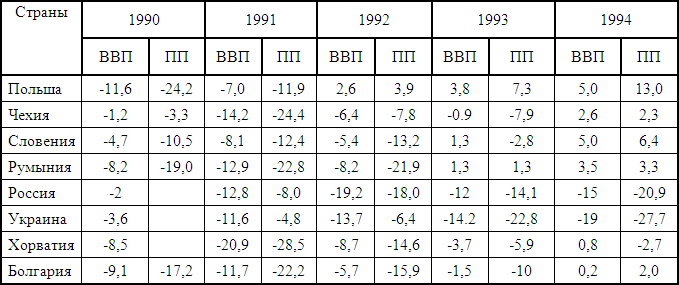 Страны 1990 1991 1992 1993 1994
ВВП ПП ВВП ПП ВВП ПП ВВП ПП ВВП ПП
Польша -11,6 -24,2 -7,0 -11,9 2,6 3,9 3,8 7,3 5,0 13,0
Чехия -1,2 -3,3 -14,2 -24,4 -6,4 -7,8 -0.9 -7,9 2,6 2,3
Словения -4,7 -10,5 -8,1 -12,4 -5,4 -13,2 1,3 -2,8 5,0 6,4
Румыния -8,2 -19,0 -12,9 -22,8 -8,2 -21,9 1,3 1,3 3,5 3,3
Россия -2 -12,8 -8,0 -19,2 -18,0 -12 -14,1 -15 -20,9
Украина -3,6 -11,6 -4,8 -13,7 -6,4 -14.2 -22,8 -19 -27,7
Хорватия -8,5 -20,9 -28,5 -8,7 -14,6 -3,7 -5,9 0,8 -2,7
Болгария -9,1 -17,2 -11,7 -22,2 -5,7 -15,9 -1,5 -10 0,2 2,0